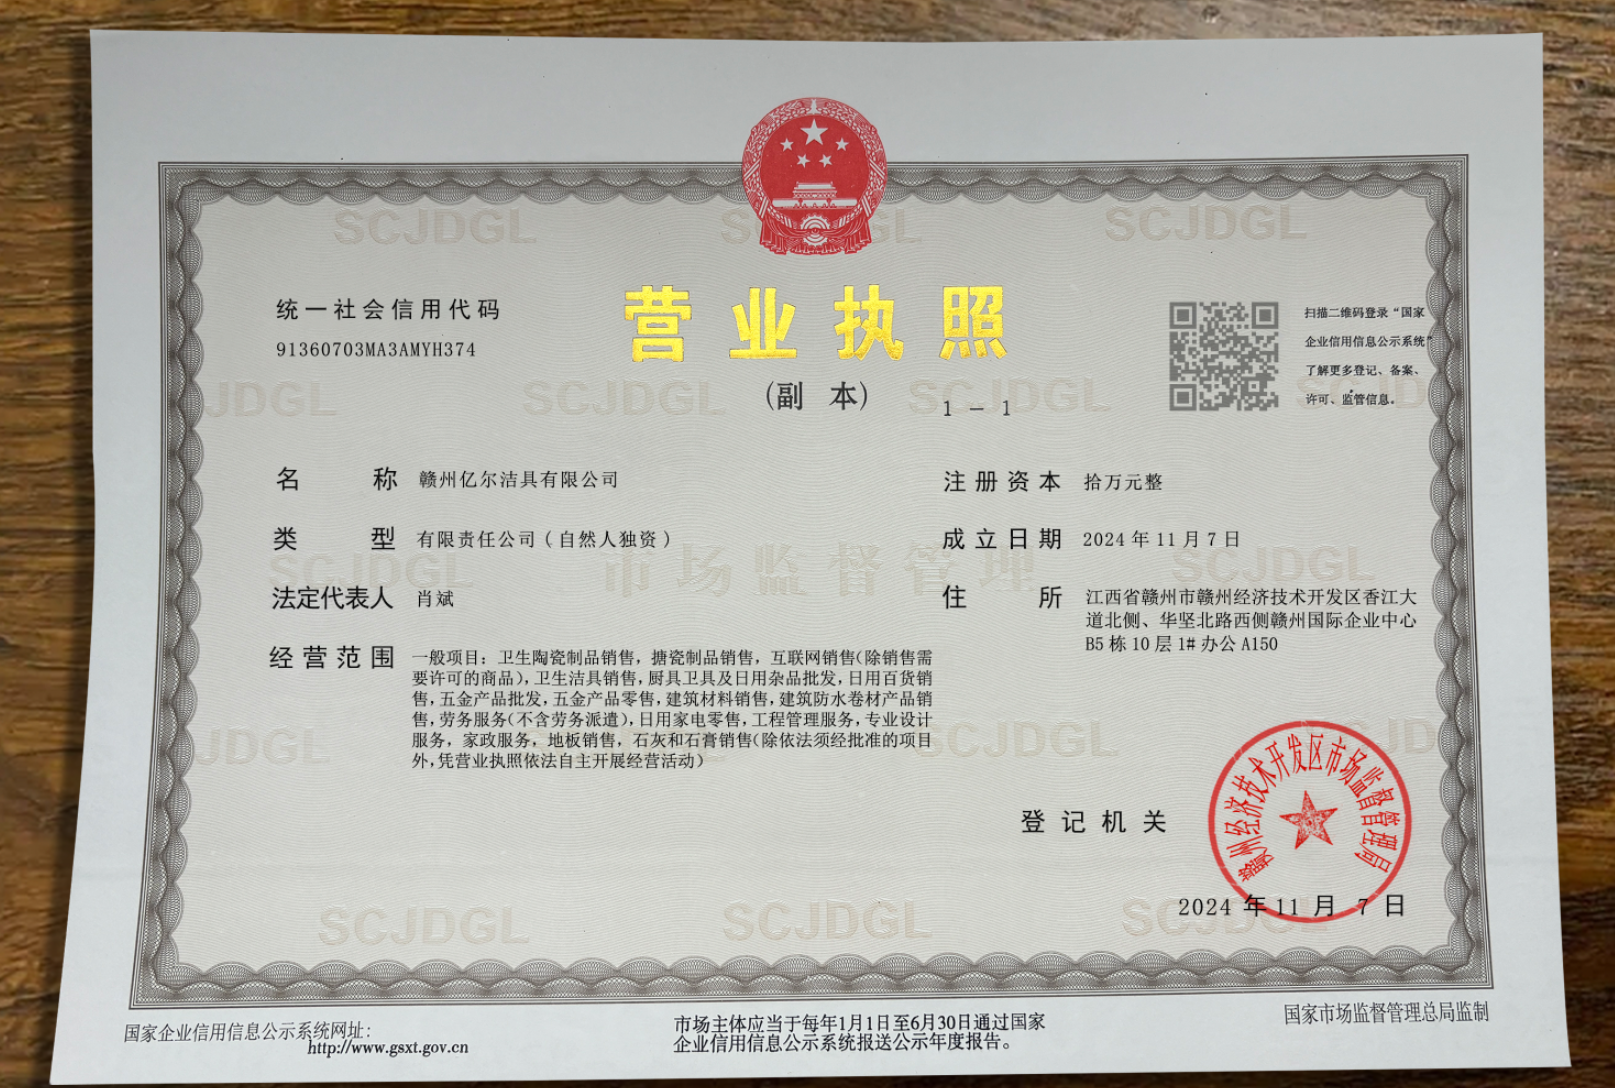 统一社会信用代码
91360703MA3AMYH374
营业执照
（副 本）
1 — 1
扫描二维码登录“国家
企业信用信息公示系统”
了解更多登记、备案、
许可、监管信息。
名称 赣州亿尔洁具有限公司
类型 有限责任公司（自然人独资）
法定代表人 肖斌
经营范围 一般项目：卫生陶瓷制品销售，搪瓷制品销售，互联网销售（除销售需
要许可的商品），卫生洁具销售，厨具卫具及日用杂品批发，日用百货销
售，五金产品批发，五金产品零售，建筑材料销售，建筑防水卷材产品销
售，劳务服务（不含劳务派遣），日用家电零售，工程管理服务，专业设计
服务，家政服务，地板销售，石灰和石膏销售（除依法须经批准的项目
外，凭营业执照依法自主开展经营活动）
注册资本 拾万元整
成立日期 2024年11月7日
住所 江西省赣州市赣州经济技术开发区香江大
道北侧、华坚北路西侧赣州国际企业中心
B5栋10层1#办公A150
登记机关
赣州经济技术开发区市场监督管理局
2024年11月7日
国家企业信用信息公示系统网址：
http://www.gsxt.gov.cn
市场主体应当于每年1月1日至6月30日通过国家
企业信用信息公示系统报送公示年度报告。
国家市场监督管理总局监制
SCJDGL
SCJDGL
SCJDGL
JDGL
SCJDGL
SCJDGL
SCJD
SCJDGL
市场监督管理
SCJDGL
JDGL
SCJDGL
SCJDGL
SCJDGL
SCJDGL